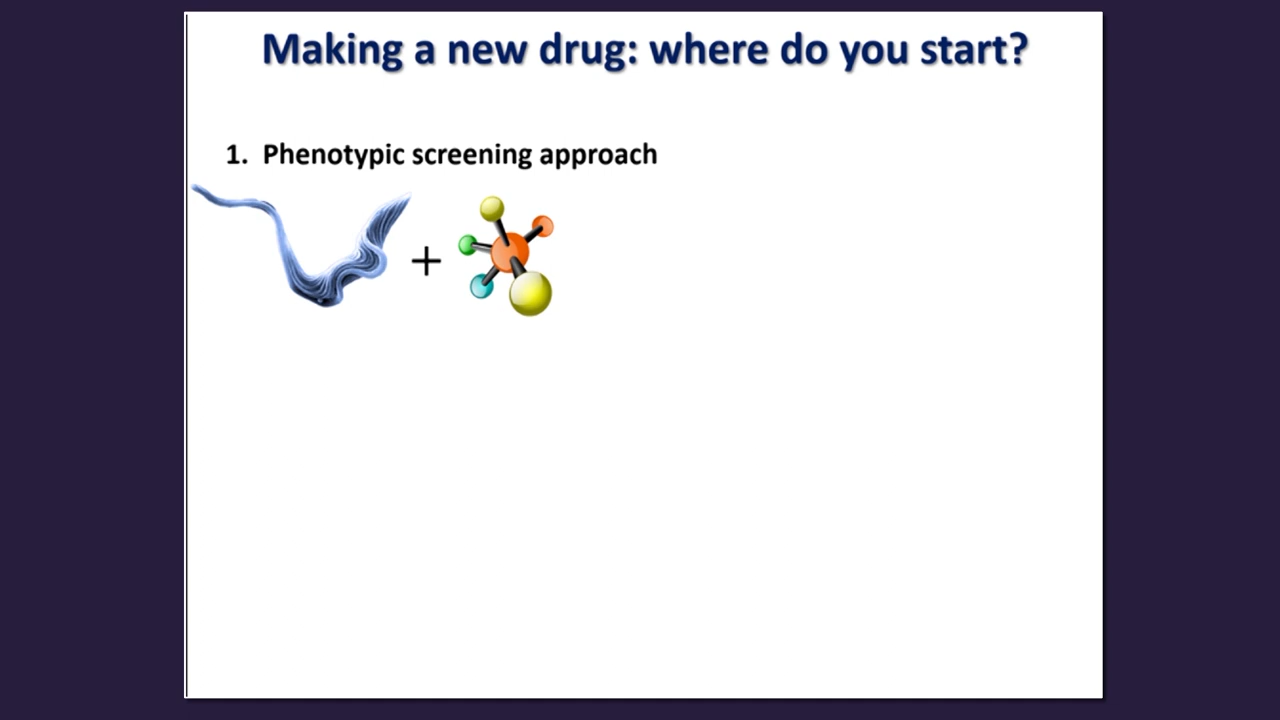 Making a new drug: where do you start?
1. Phenotypic screening approach
+